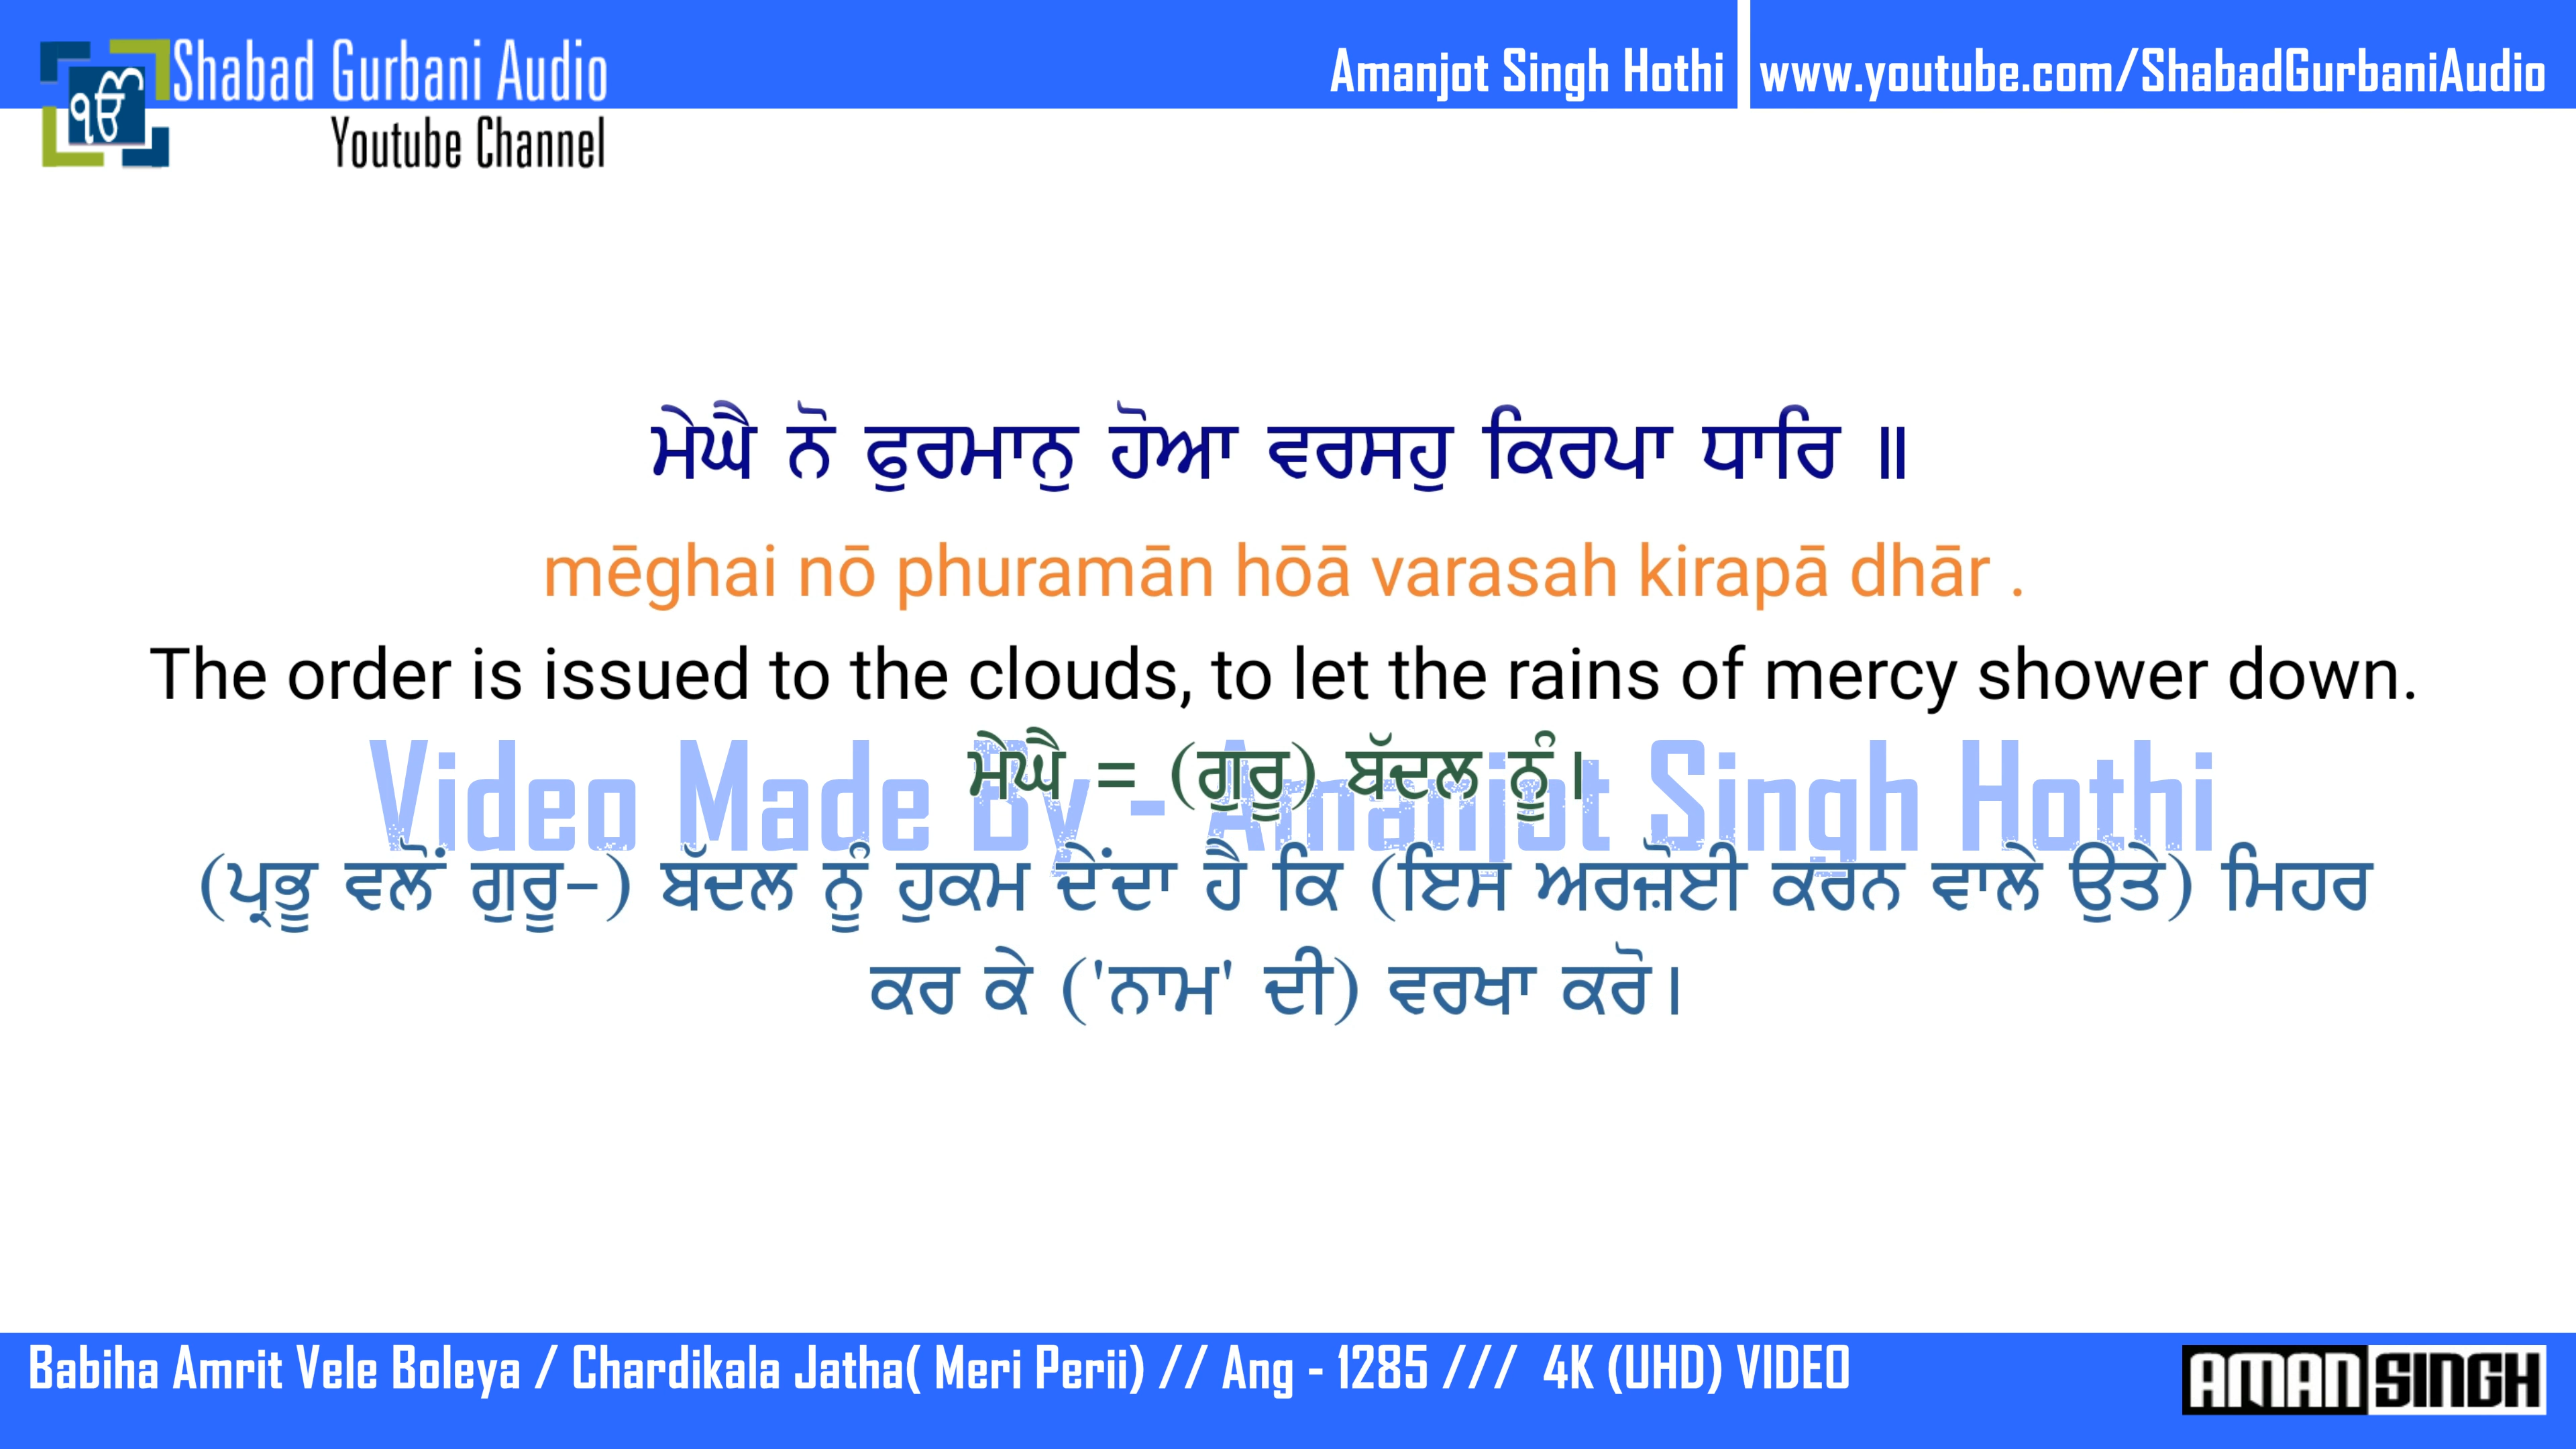 Shabad Gurbani Audio
Youtube Channel
Amanjot Singh Hothi
www.youtube.com/ShabadGurbaniAudio
ੴ
ਮੇਘੈ ਨੋ ਫੁਰਮਾਨੁ ਹੋਆ ਵਰਸਹੁ ਕਿਰਪਾ ਧਾਰਿ ॥
mēghai nō phuramān hōā varasah kirapā dhār .
The order is issued to the clouds, to let the rains of mercy shower down.
ਮੇਘੈ = (ਗੁਰੂ) ਬੱਦਲ ਨੂੰ।
Video Made By - Amanjot Singh Hothi
(ਪ੍ਰਭੂ ਵਲੋਂ ਗੁਰੂ-) ਬੱਦਲ ਨੂੰ ਹੁਕਮ ਦੇਂਦਾ ਹੈ ਕਿ (ਇਸ ਅਰਜ਼ੋਈ ਕਰਨ ਵਾਲੇ ਉਤੇ) ਮਿਹਰ
ਕਰ ਕੇ ('ਨਾਮ' ਦੀ) ਵਰਖਾ ਕਰੋ।
Babiha Amrit Vele Boleya / Chardikala Jatha( Meri Perii) // Ang - 1285 /// 4K (UHD) VIDEO
AMAN SINGH